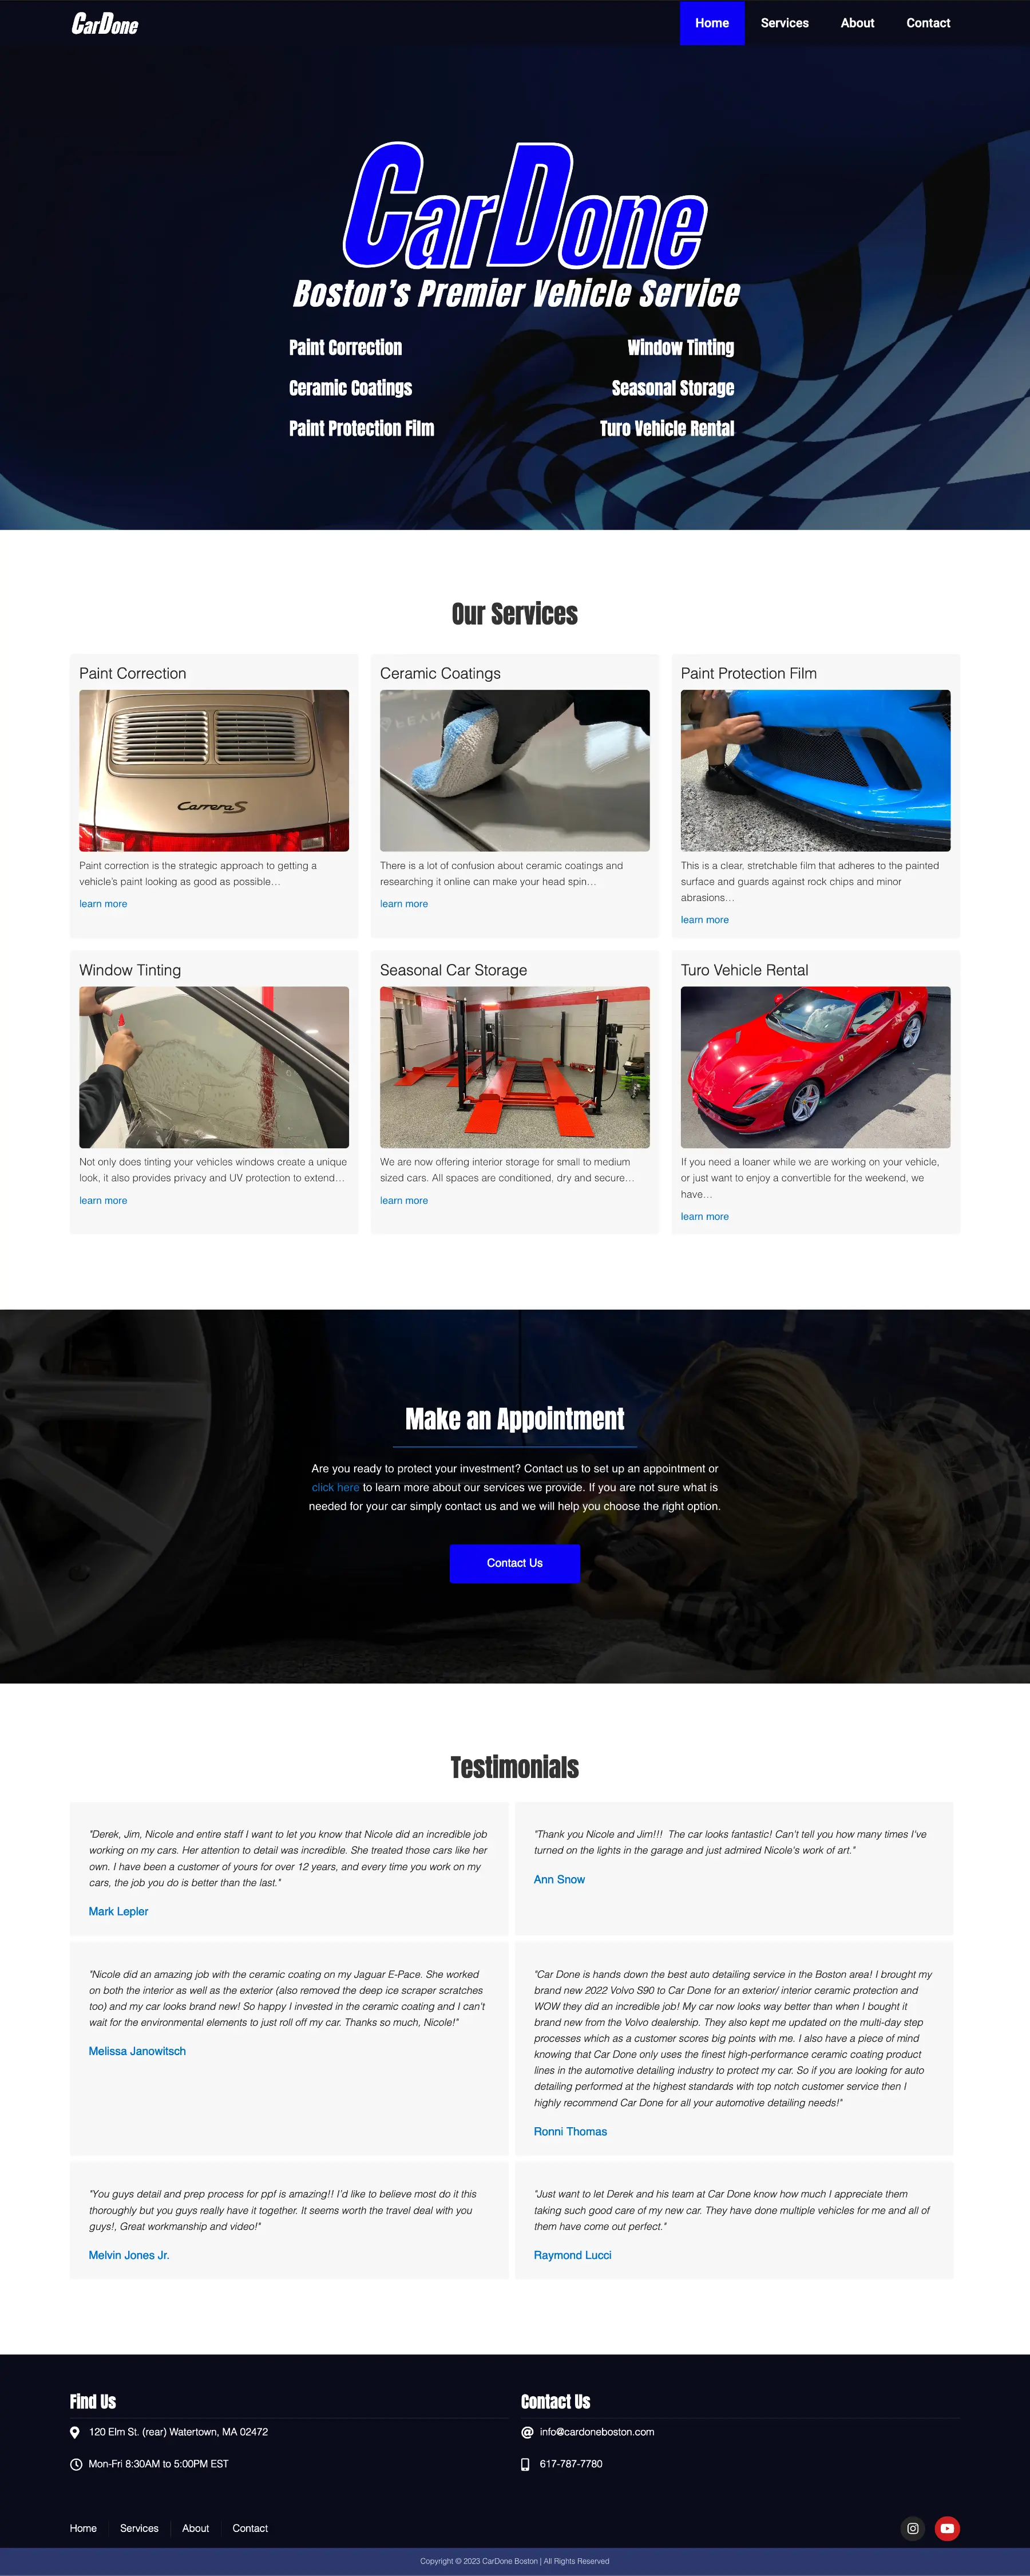 CarDone
Home Services About Contact
CarDone
Boston's Premier Vehicle Service
Paint Correction
Window Tinting
Ceramic Coatings
Seasonal Storage
Paint Protection Film
Turo Vehicle Rental
Our Services
Paint Correction
Carrera S
Paint correction is the strategic approach to getting a
vehicle's paint looking as good as possible…
learn more
Ceramic Coatings
There is a lot of confusion about ceramic coatings and
researching it online can make your head spin…
learn more
Paint Protection Film
This is a clear, stretchable film that adheres to the painted
surface and guards against rock chips and minor
abrasions…
learn more
Window Tinting
Not only does tinting your vehicles windows create a unique
look, it also provides privacy and UV protection to extend…
learn more
Seasonal Car Storage
We are now offering interior storage for small to medium
sized cars. All spaces are conditioned, dry and secure…
learn more
Turo Vehicle Rental
If you need a loaner while we are working on your vehicle,
or just want to enjoy a convertible for the weekend, we
have…
learn more
Make an Appointment
Are you ready to protect your investment? Contact us to set up an appointment or
click here to learn more about our services we provide. If you are not sure what is
needed for your car simply contact us and we will help you choose the right option.
Contact Us
Testimonials
"Derek, Jim, Nicole and entire staff I want to let you know that Nicole did an incredible job
working on my cars. Her attention to detail was incredible. She treated those cars like her
own. I have been a customer of yours for over 12 years, and every time you work on my
cars, the job you do is better than the last."
Mark Lepler
"Thank you Nicole and Jim!!!  The car looks fantastic! Can't tell you how many times I've
turned on the lights in the garage and just admired Nicole's work of art."
Ann Snow
"Nicole did an amazing job with the ceramic coating on my Jaguar E-Pace. She worked
on both the interior as well as the exterior (also removed the deep ice scraper scratches
too) and my car looks brand new! So happy I invested in the ceramic coating and I can't
wait for the environmental elements to just roll off my car. Thanks so much, Nicole!"
Melissa Janowitsch
"Car Done is hands down the best auto detailing service in the Boston area! I brought my
brand new 2022 Volvo S90 to Car Done for an exterior/ interior ceramic protection and
WOW they did an incredible job! My car now looks way better than when I bought it
brand new from the Volvo dealership. They also kept me updated on the multi-day step
processes which as a customer scores big points with me. I also have a piece of mind
knowing that Car Done only uses the finest high-performance ceramic coating product
lines in the automotive detailing industry to protect my car. So if you are looking for auto
detailing performed at the highest standards with top notch customer service then I
highly recommend Car Done for all your automotive detailing needs!"
Ronni Thomas
"You guys detail and prep process for ppf is amazing!! I'd like to believe most do it this
thoroughly but you guys really have it together. It seems worth the travel deal with you
guys!, Great workmanship and video!"
Melvin Jones Jr.
"Just want to let Derek and his team at Car Done know how much I appreciate them
taking such good care of my new car. They have done multiple vehicles for me and all of
them have come out perfect."
Raymond Lucci
Find Us
120 Elm St. (rear) Watertown, MA 02472
Mon-Fri 8:30AM to 5:00PM EST
Contact Us
info@cardoneboston.com
617-787-7780
Home Services About Contact
Copyright © 2023 CarDone Boston | All Rights Reserved